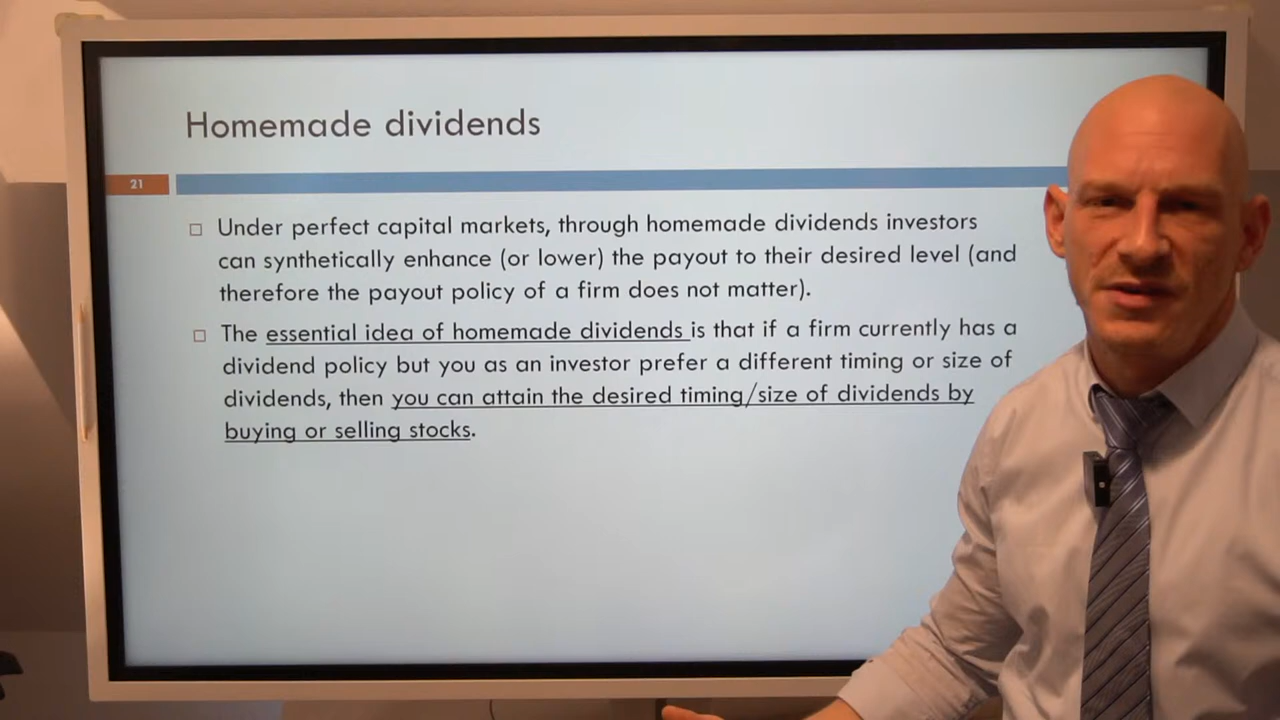 Homemade dividends
21
Under perfect capital markets, through homemade dividends investors
can synthetically enhance (or lower) the payout to their desired level (and
therefore the payout policy of a firm does not matter).
The essential idea of homemade dividends is that if a firm currently has a
dividend policy but you as an investor prefer a different timing or size of
dividends, then you can attain the desired timing/size of dividends by
buying or selling stocks.